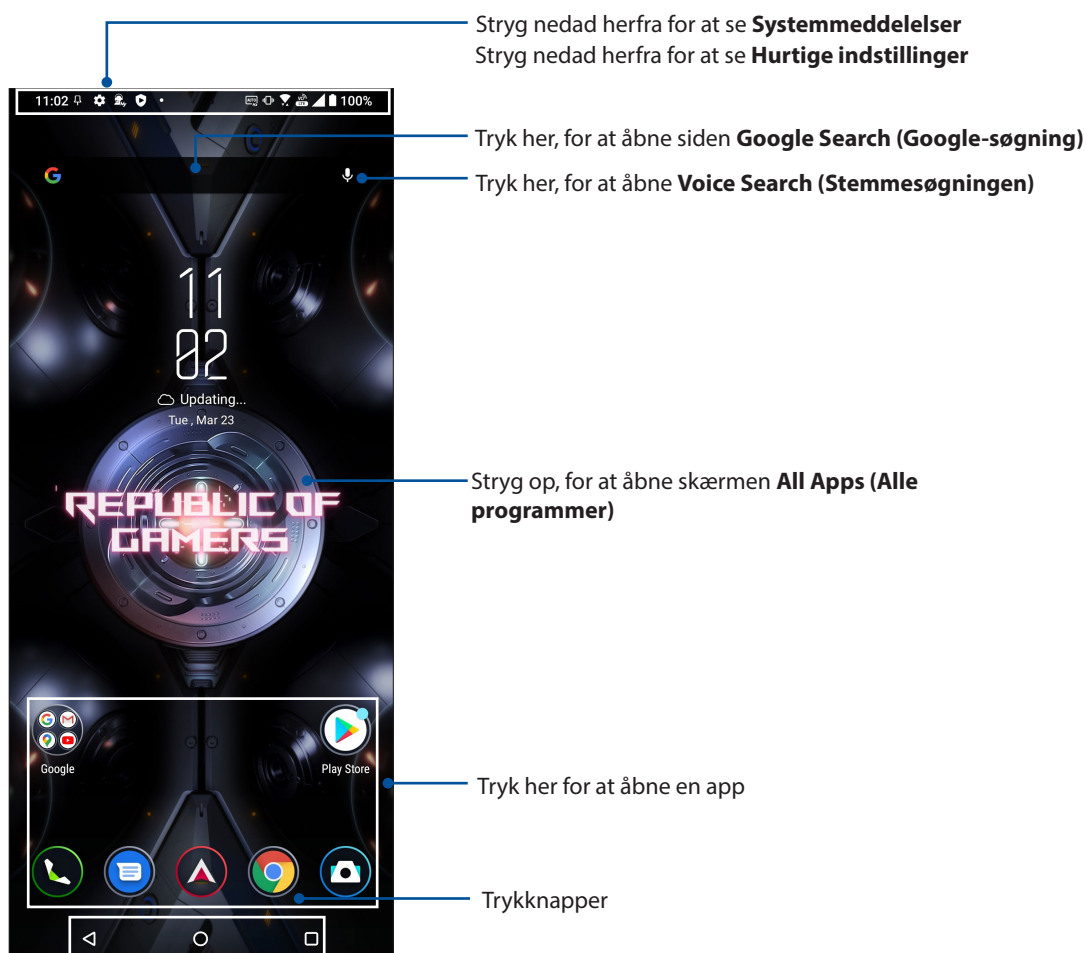 Stryg nedad herfra for at se Systemmeddelelser
Stryg nedad herfra for at se Hurtige indstillinger
11:02
100%
Tryk her, for at åbne siden Google Search (Google-søgning)
Tryk her, for at åbne Voice Search (Stemmesøgningen)
11
02
Updating...
Tue , Mar 23
Stryg op, for at åbne skærmen All Apps (Alle
programmer)
REPUBLIC OF
GAMERS
Google
Play Store
Tryk her for at åbne en app
Trykknapper